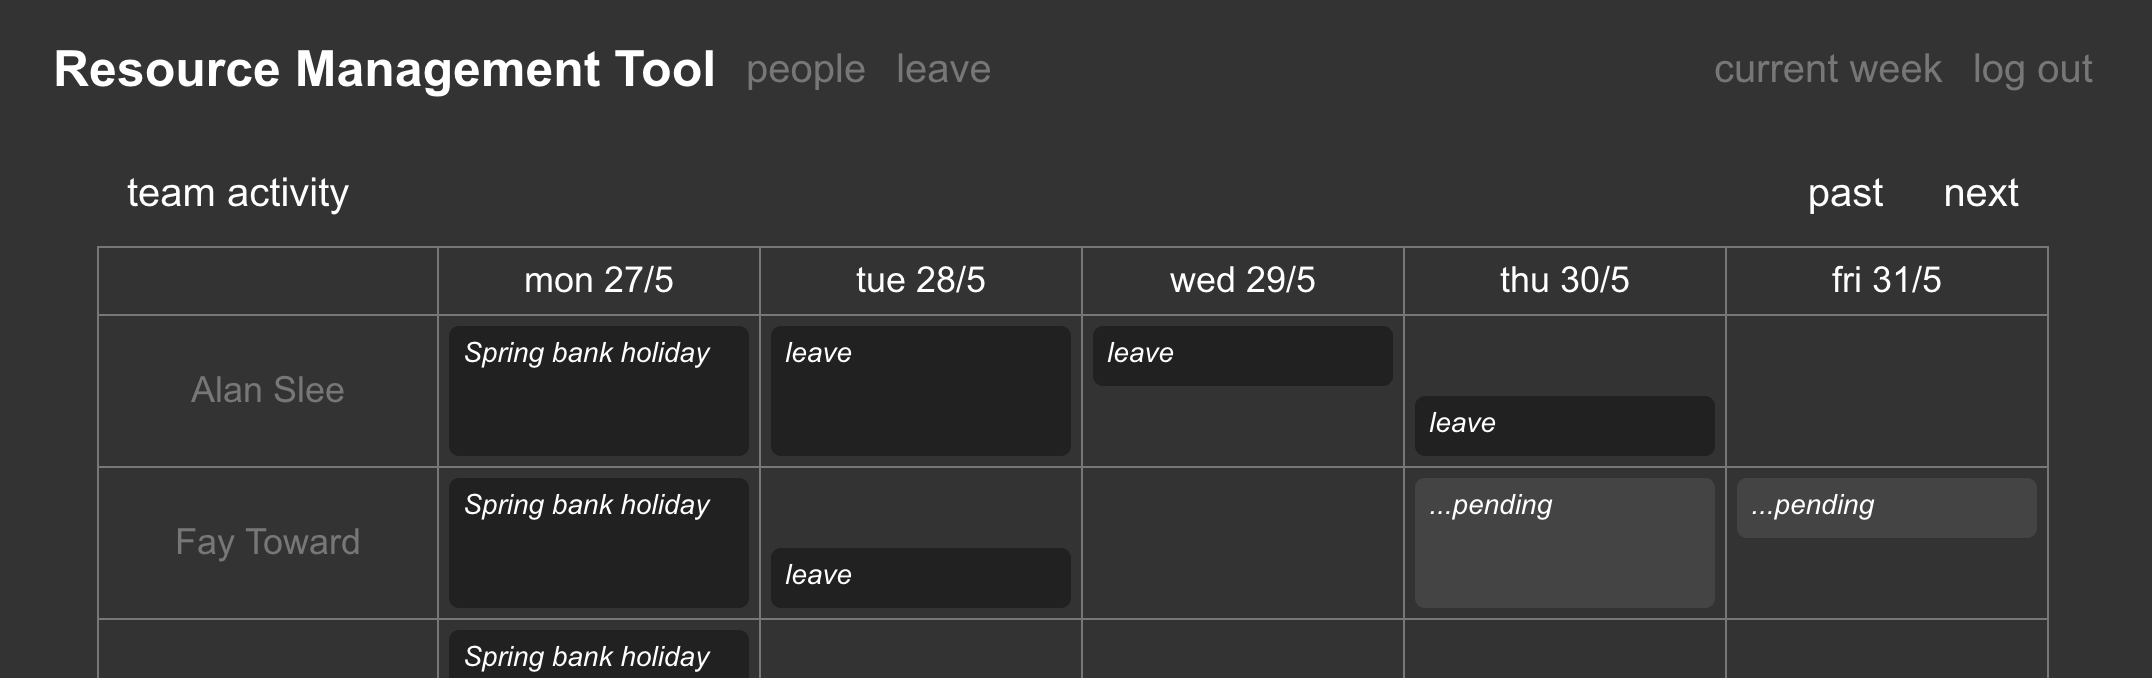 Resource Management Tool people leave current week log out
team activity past next
mon 27/5 tue 28/5 wed 29/5 thu 30/5 fri 31/5
Alan Slee Spring bank holiday leave leave leave
Fay Toward Spring bank holiday leave ...pending ...pending
Spring bank holiday